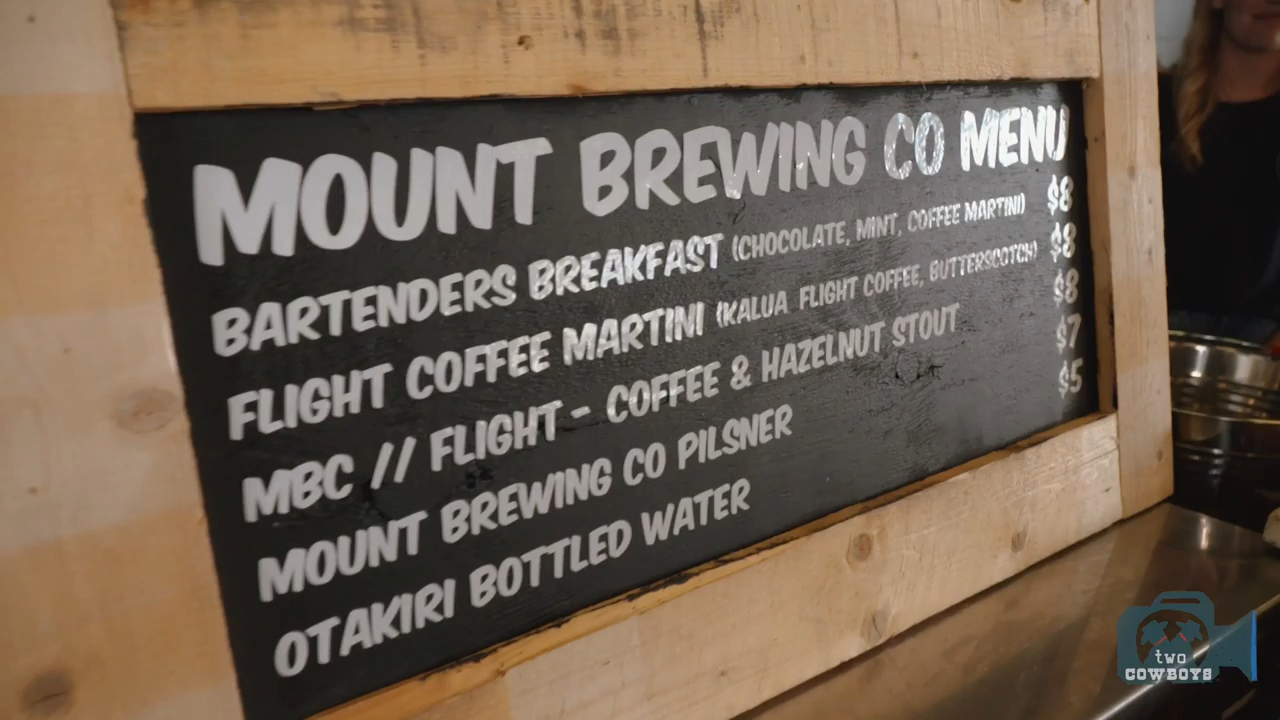 MOUNT BREWING CO MENU
BARTENDERS BREAKFAST (CHOCOLATE, MINT, COFFEE MARTINI) $8
FLIGHT COFFEE MARTINI (KALUA FLIGHT COFFEE, BUTTERSCOTCH) $8
MBC // FLIGHT - COFFEE & HAZELNUT STOUT $8
MOUNT BREWING CO PILSNER $7
OTAKIRI BOTTLED WATER $5
two
COWBOYS